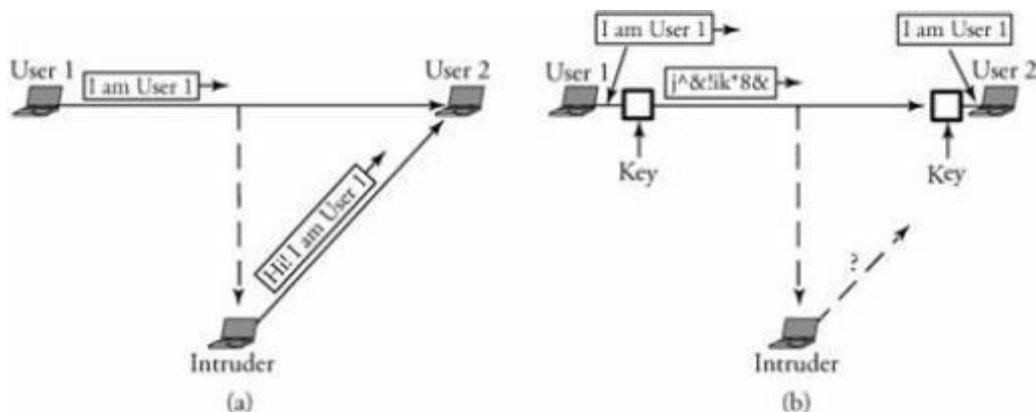 User 1
I am User 1
User 2
Hi! I am User 1
Intruder
(a)
I am User 1
I am User 1
User 1
j^&!ik*8&
User 2
Key
Key
?
Intruder
(b)